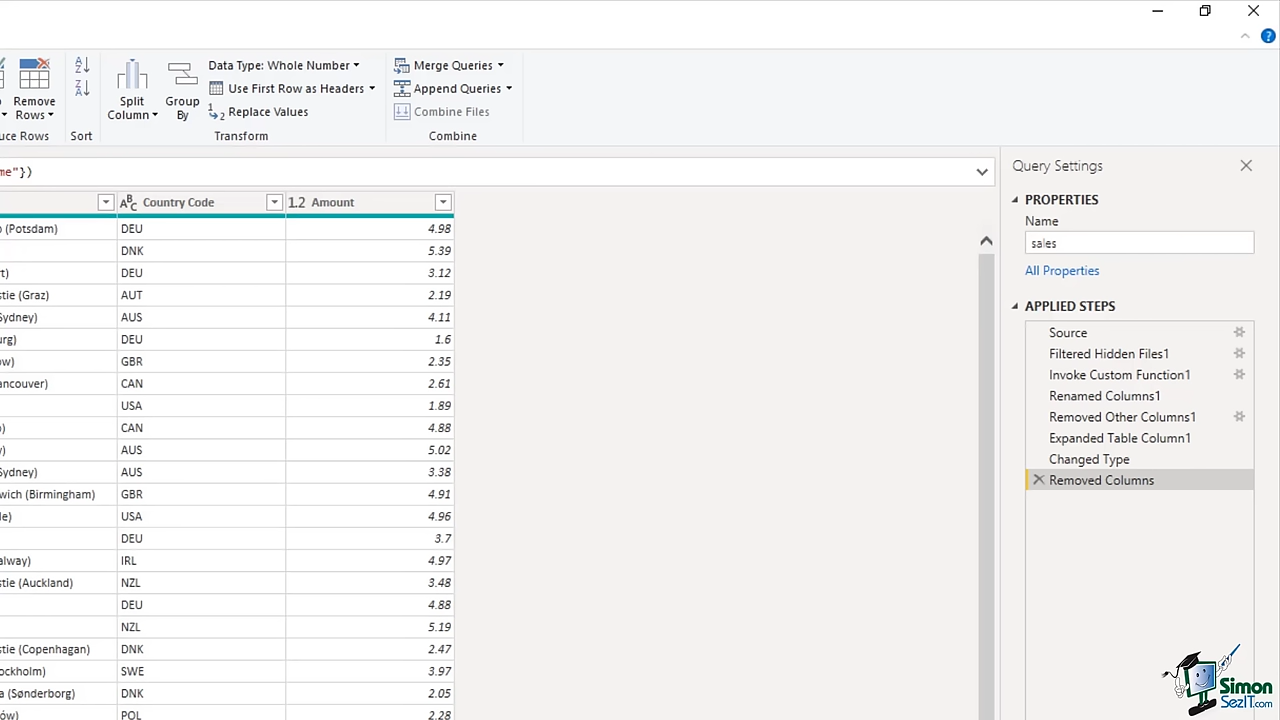 Remove Rows
uce Rows
Sort
Split Column
Group By
Data Type: Whole Number
Use First Row as Headers
Replace Values
Transform
Merge Queries
Append Queries
Combine Files
Combine
me"})
Query Settings
PROPERTIES
Name
sales
All Properties
APPLIED STEPS
Source
Filtered Hidden Files1
Invoke Custom Function1
Renamed Columns1
Removed Other Columns1
Expanded Table Column1
Changed Type
Removed Columns
ABC Country Code 1.2 Amount
o (Potsdam) DEU 4.98
DNK 5.39
rt) DEU 3.12
stie (Graz) AUT 2.19
Sydney) AUS 4.11
urg) DEU 1.6
ow) GBR 2.35
ancouver) CAN 2.61
USA 1.89
o) CAN 4.88
y) AUS 5.02
Sydney) AUS 3.38
wich (Birmingham) GBR 4.91
le) USA 4.96
DEU 3.7
alway) IRL 4.97
stie (Auckland) NZL 3.48
DEU 4.88
NZL 5.19
stie (Copenhagan) DNK 2.47
ockholm) SWE 3.97
a (Sønderborg) DNK 2.05
ów) POL 2.28
Simon
SezIT.com